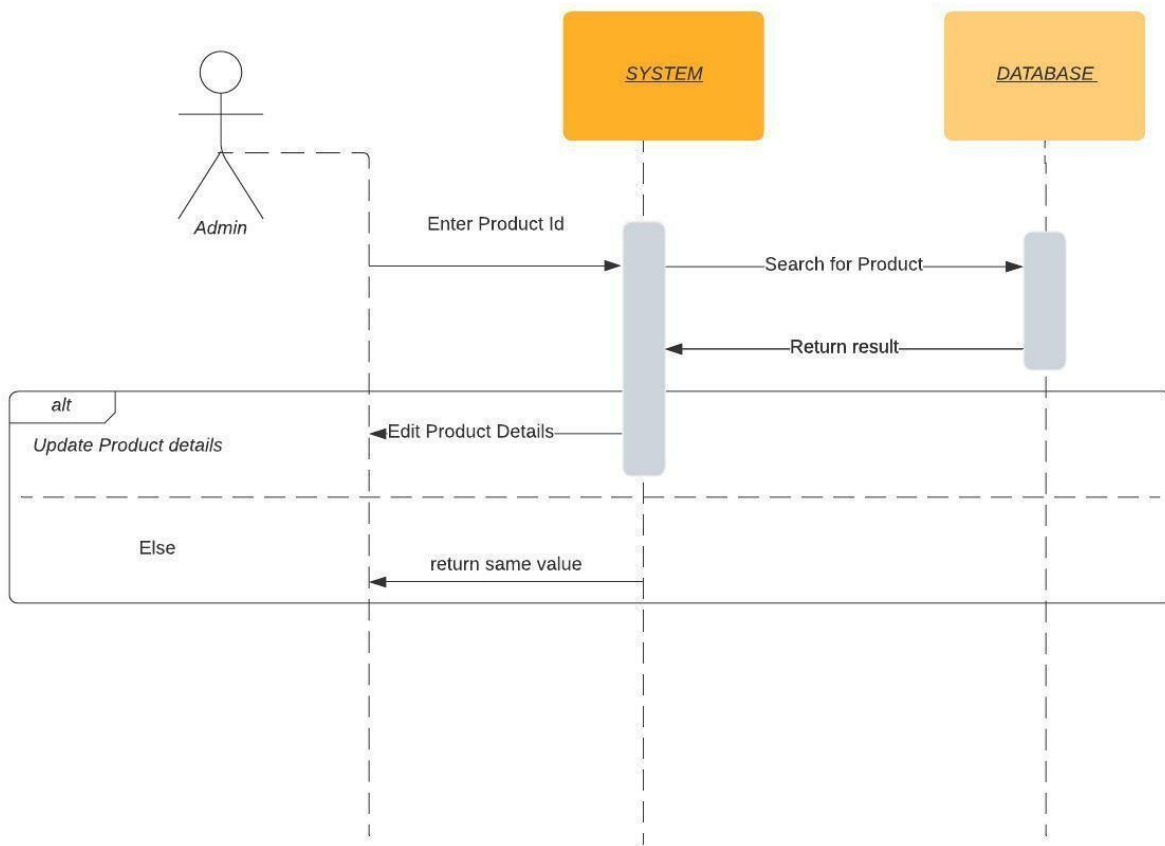 SYSTEM
DATABASE
Admin
Enter Product Id
Search for Product
Return result
alt
Update Product details
Edit Product Details
Else
return same value